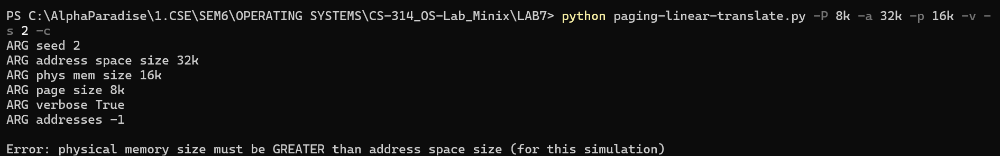 PS C:\AlphaParadise\1.CSE\SEM6\OPERATING SYSTEMS\CS-314_OS-Lab_Minix\LAB7> python paging-linear-translate.py -P 8k -a 32k -p 16k -v -
s 2 -c
ARG seed 2
ARG address space size 32k
ARG phys mem size 16k
ARG page size 8k
ARG verbose True
ARG addresses -1
Error: physical memory size must be GREATER than address space size (for this simulation)